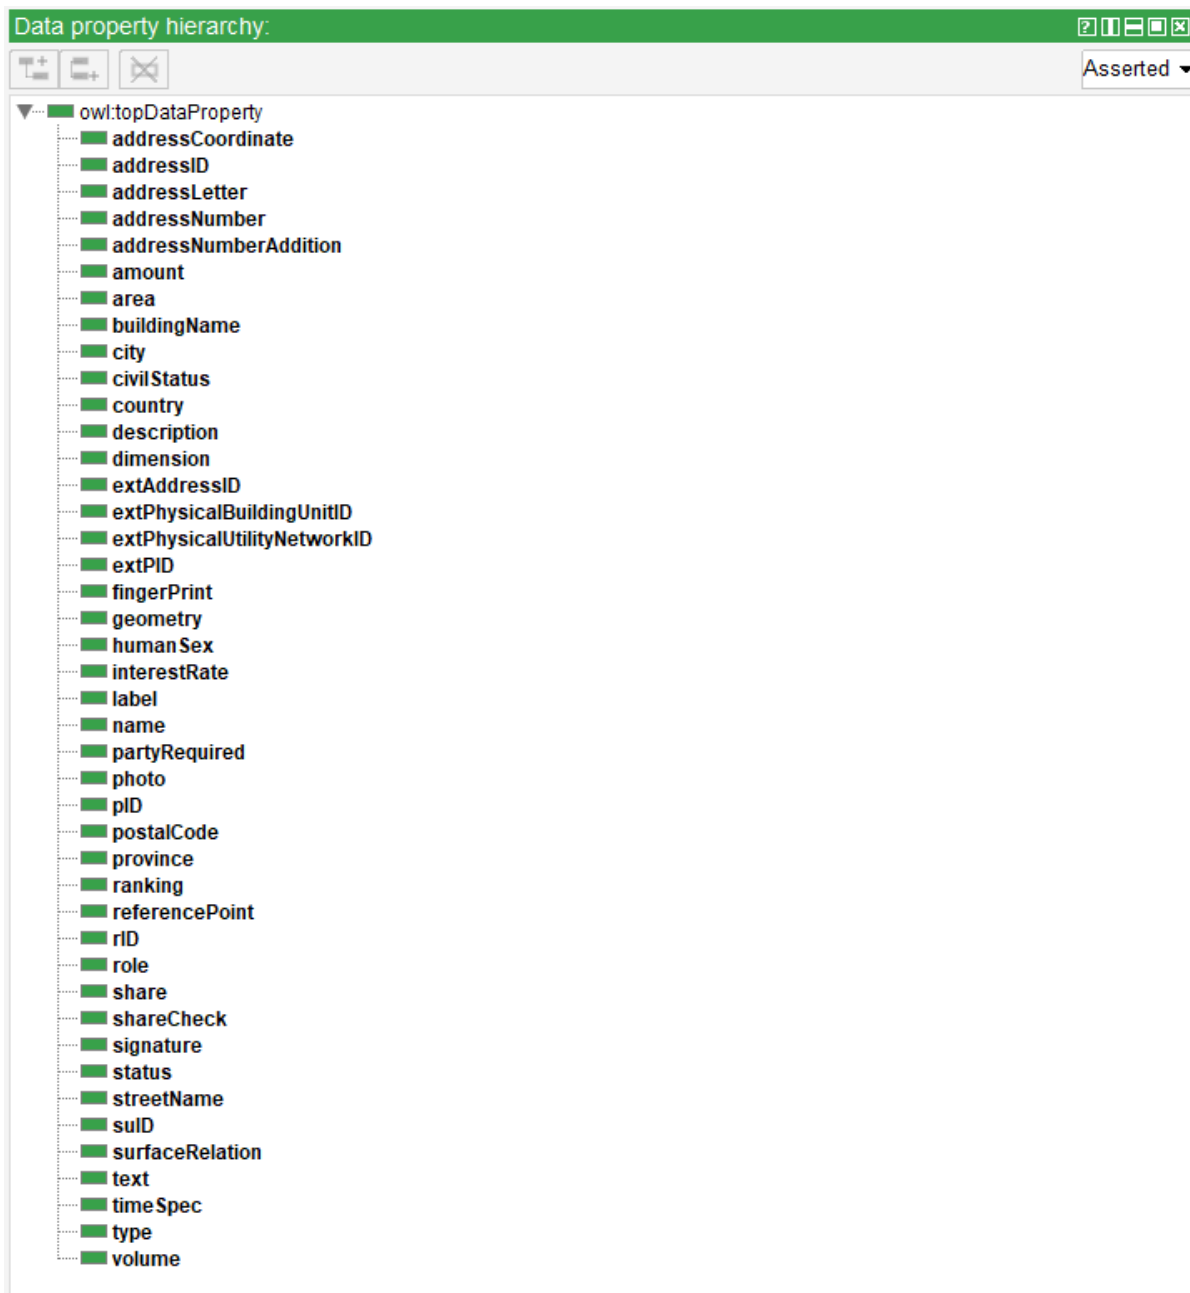 Data property hierarchy:
Asserted
owl:topDataProperty
addressCoordinate
addressID
addressLetter
addressNumber
addressNumberAddition
amount
area
buildingName
city
civilStatus
country
description
dimension
extAddressID
extPhysicalBuildingUnitID
extPhysicalUtilityNetworkID
extPID
fingerPrint
geometry
humanSex
interestRate
label
name
partyRequired
photo
pID
postalCode
province
ranking
referencePoint
rID
role
share
shareCheck
signature
status
streetName
suID
surfaceRelation
text
timeSpec
type
volume